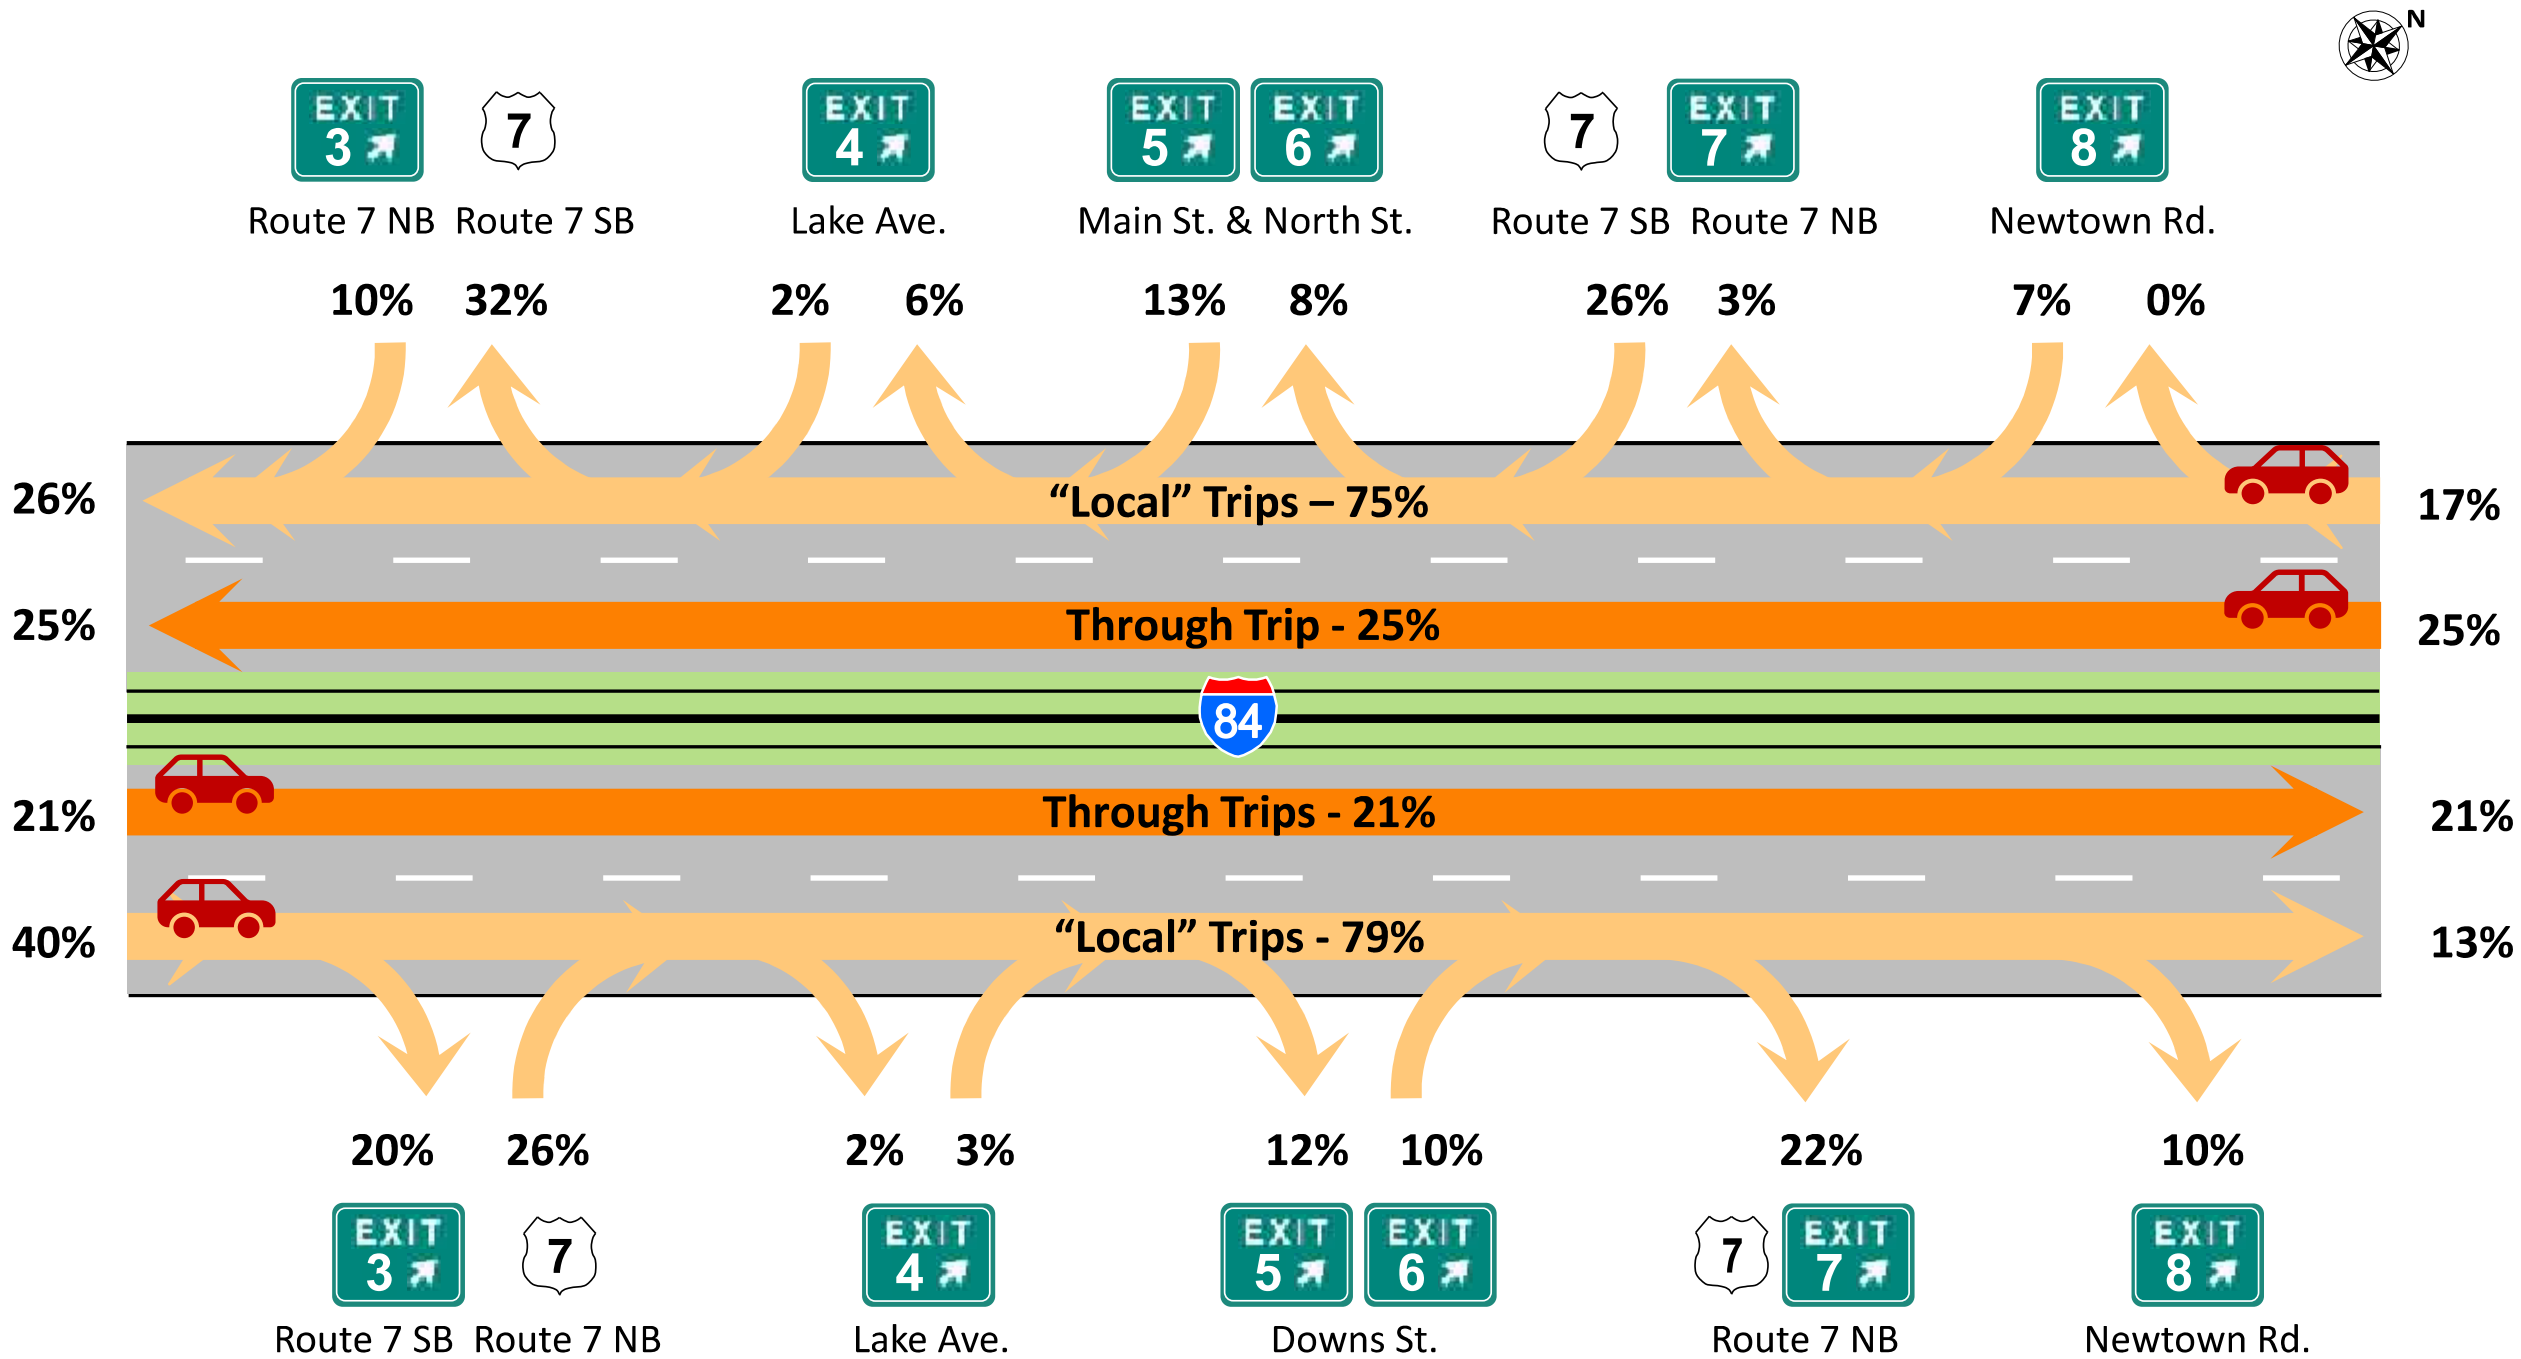 N
EXIT 3
7
EXIT 4
EXIT 5
EXIT 6
7
EXIT 7
EXIT 8
Route 7 NB Route 7 SB
Lake Ave.
Main St. & North St.
Route 7 SB Route 7 NB
Newtown Rd.
10% 32%
2% 6%
13% 8%
26% 3%
7% 0%
26%
“Local” Trips – 75%
17%
25%
Through Trip - 25%
25%
84
21%
Through Trips - 21%
21%
40%
“Local” Trips - 79%
13%
20% 26%
2% 3%
12% 10%
22%
10%
EXIT 3
7
EXIT 4
EXIT 5
EXIT 6
7
EXIT 7
EXIT 8
Route 7 SB Route 7 NB
Lake Ave.
Downs St.
Route 7 NB
Newtown Rd.